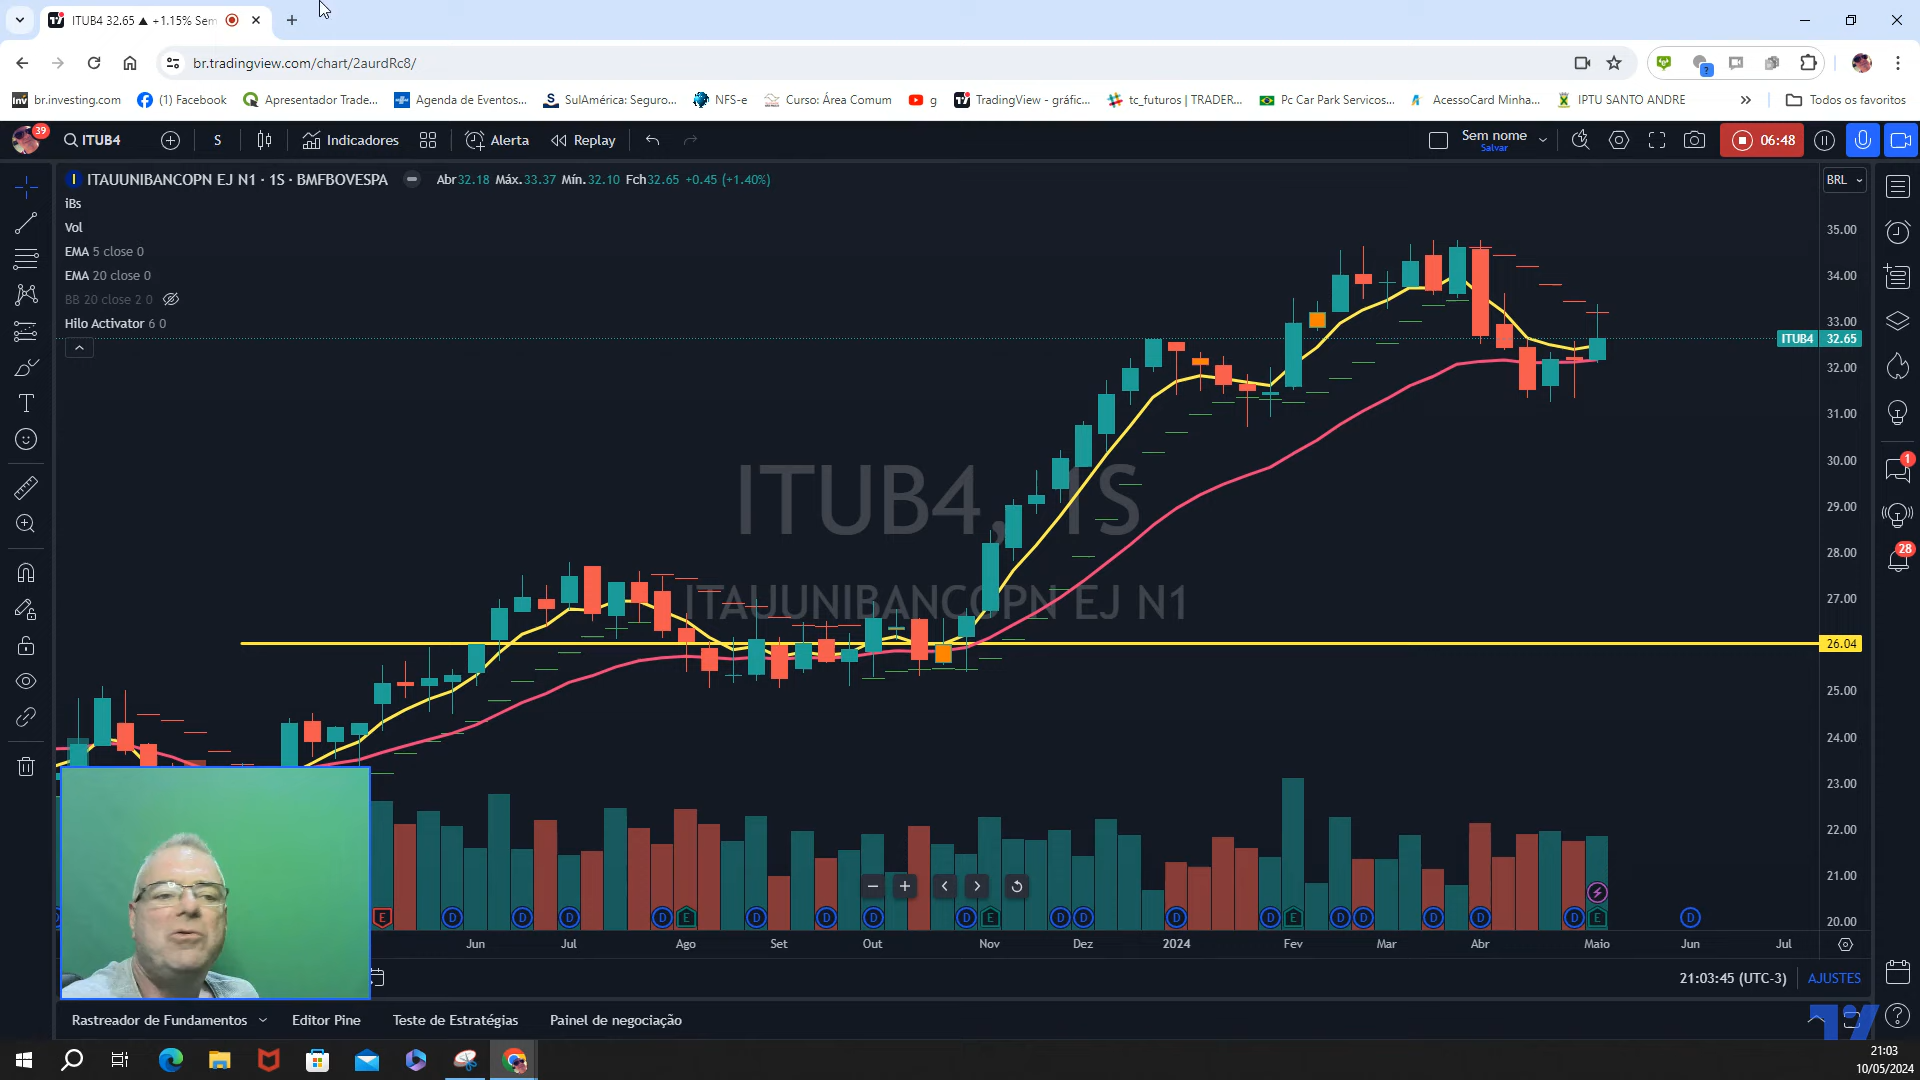 ITUB4 32.65 ▲ +1.15% Sem
br.tradingview.com/chart/2aurdRc8/
br.investing.com
(1) Facebook
Apresentador Trade...
Agenda de Eventos...
SulAmérica: Seguro...
NFS-e
Curso: Área Comum
g
TradingView - gráfic...
tc_futuros | TRADER...
Pc Car Park Servicos...
AcessoCard Minha...
IPTU SANTO ANDRE
Todos os favoritos
39
ITUB4
S
Indicadores
Alerta
Replay
Sem nome
Salvar
06:48
ITAUUNIBANCOPN EJ N1 · 1S · BMFBOVESPA
Abr32.18 Máx.33.37 Mín.32.10 Fch32.65 +0.45 (+1.40%)
BRL
iBs
Vol
EMA 5 close 0
EMA 20 close 0
BB 20 close 2 0
Hilo Activator 6 0
35.00
34.00
33.00
ITUB4 32.65
32.00
31.00
30.00
29.00
28.00
27.00
26.04
25.00
24.00
23.00
22.00
21.00
20.00
ITUB4, 1S
ITAUUNIBANCOPN EJ N1
1
28
E D D D D E D D D D E D D D D E D D D D D E D
Jun Jul Ago Set Out Nov Dez 2024 Fev Mar Abr Maio Jun Jul
21:03:45 (UTC-3)
AJUSTES
Rastreador de Fundamentos
Editor Pine
Teste de Estratégias
Painel de negociação
21:03
10/05/2024